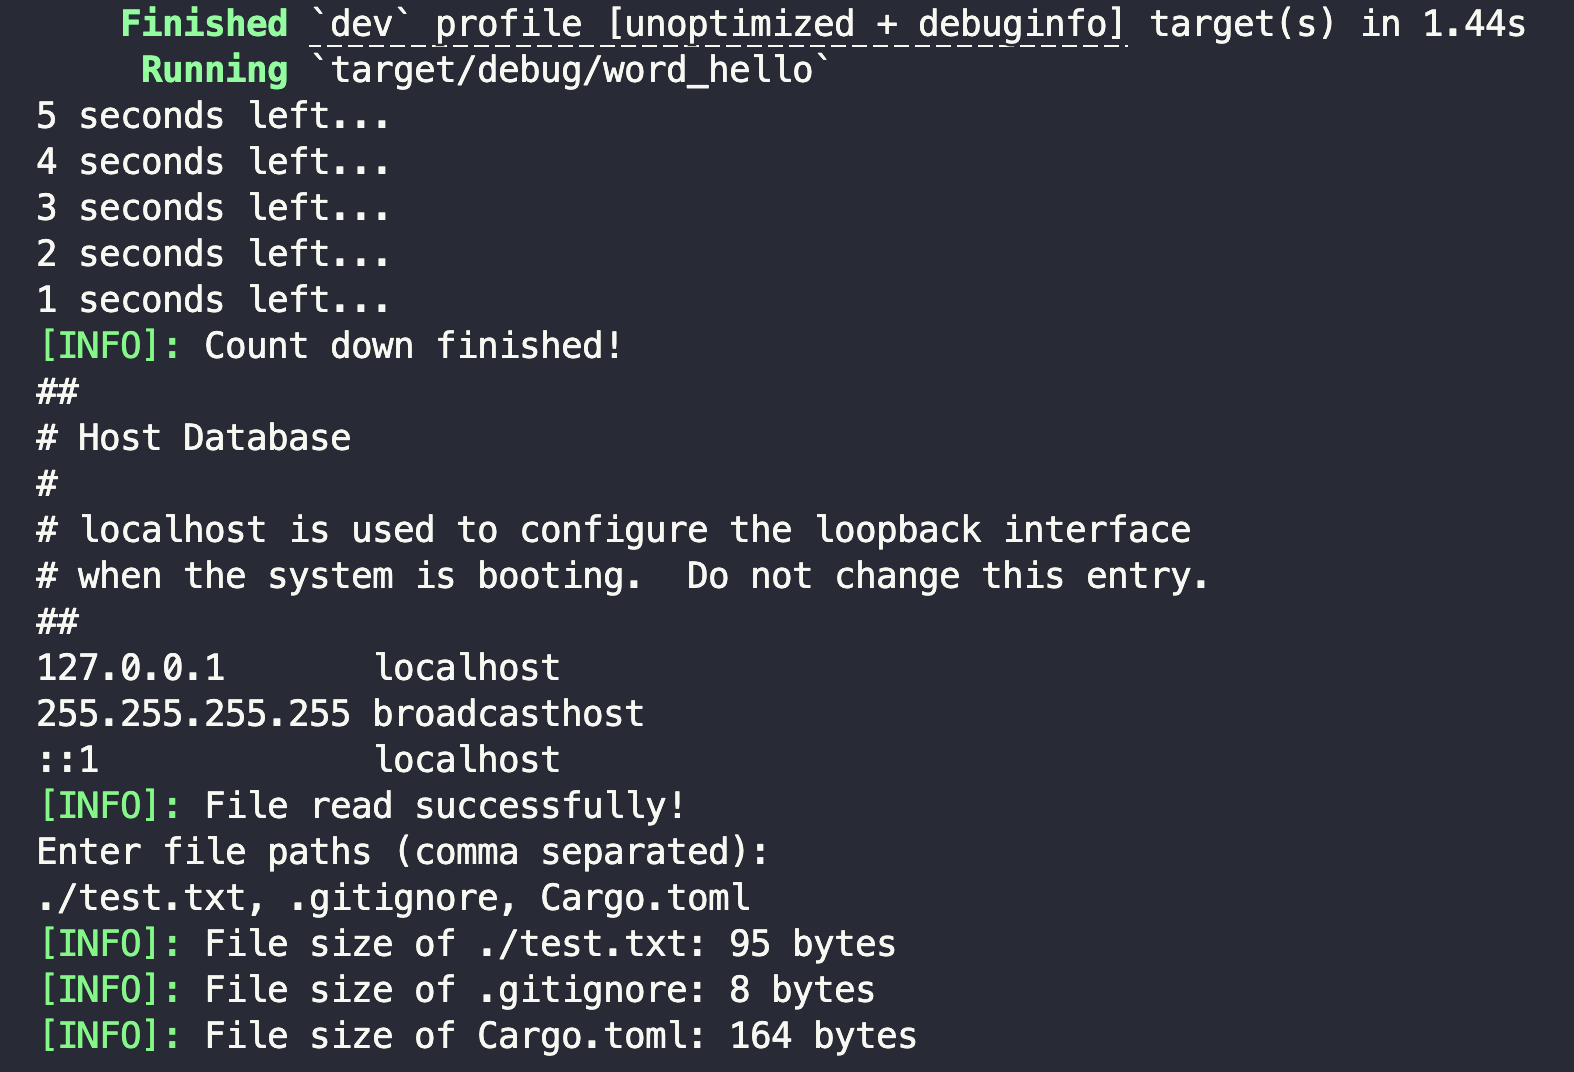 Finished `dev` profile [unoptimized + debuginfo] target(s) in 1.44s
     Running `target/debug/word_hello`
5 seconds left...
4 seconds left...
3 seconds left...
2 seconds left...
1 seconds left...
[INFO]: Count down finished!
##
# Host Database
#
# localhost is used to configure the loopback interface
# when the system is booting.  Do not change this entry.
##
127.0.0.1       localhost
255.255.255.255 broadcasthost
::1             localhost
[INFO]: File read successfully!
Enter file paths (comma separated):
./test.txt, .gitignore, Cargo.toml
[INFO]: File size of ./test.txt: 95 bytes
[INFO]: File size of .gitignore: 8 bytes
[INFO]: File size of Cargo.toml: 164 bytes